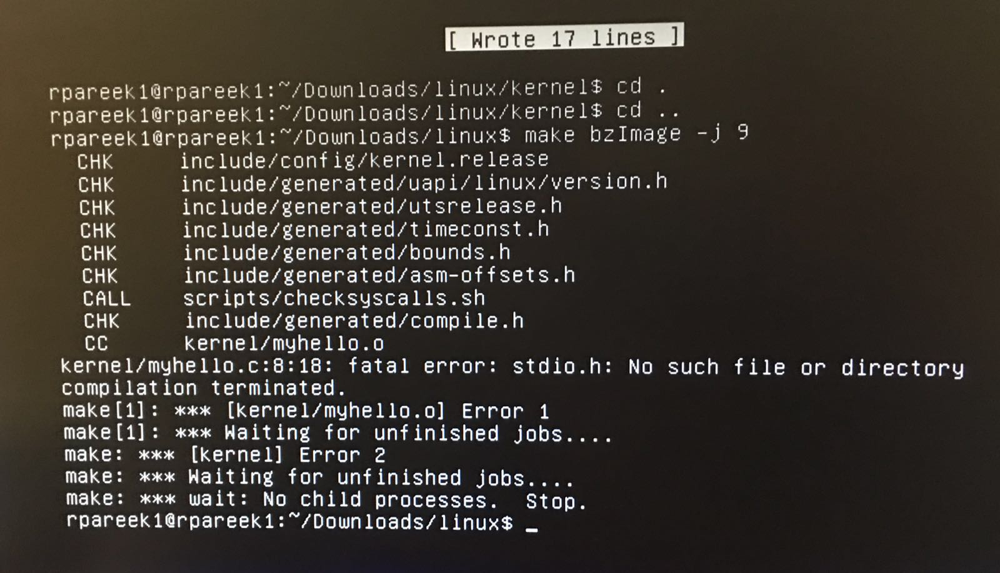 [ Wrote 17 lines ]
rpareek1@rpareek1:~/Downloads/linux/kernel$ cd .
rpareek1@rpareek1:~/Downloads/linux/kernel$ cd ..
rpareek1@rpareek1:~/Downloads/linux$ make bzImage -j 9
  CHK     include/config/kernel.release
  CHK     include/generated/uapi/linux/version.h
  CHK     include/generated/utsrelease.h
  CHK     include/generated/timeconst.h
  CHK     include/generated/bounds.h
  CHK     include/generated/asm-offsets.h
  CALL    scripts/checksyscalls.sh
  CHK     include/generated/compile.h
  CC      kernel/myhello.o
kernel/myhello.c:8:18: fatal error: stdio.h: No such file or directory
compilation terminated.
make[1]: *** [kernel/myhello.o] Error 1
make[1]: *** Waiting for unfinished jobs....
make: *** [kernel] Error 2
make: *** Waiting for unfinished jobs....
make: *** wait: No child processes.  Stop.
rpareek1@rpareek1:~/Downloads/linux$ _